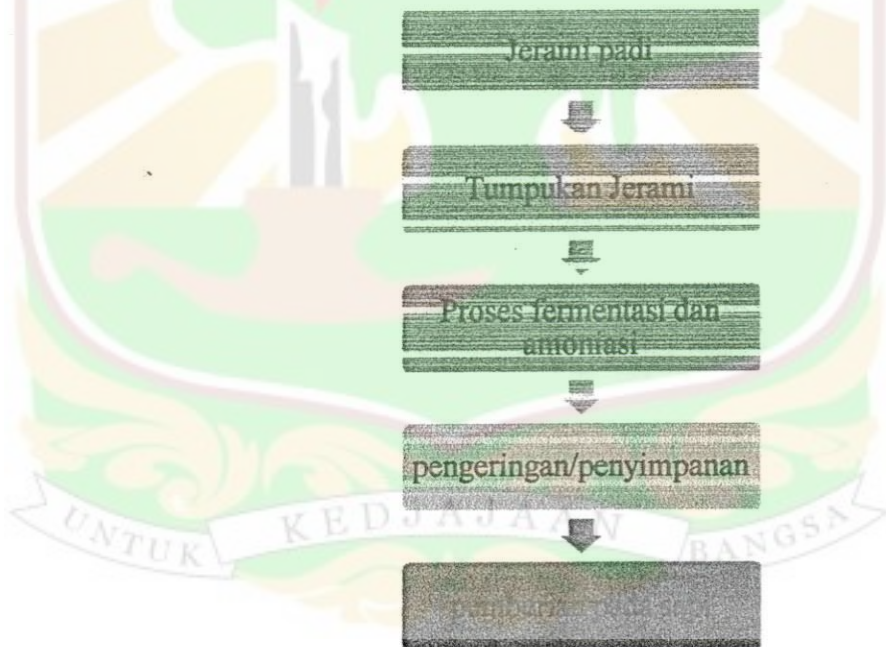 Jerami padi
Tumpukan Jerami
Proses fermentasi dan
amoniasi
pengeringan/penyimpanan
UNTUK KEDJAJAAN BANGSA